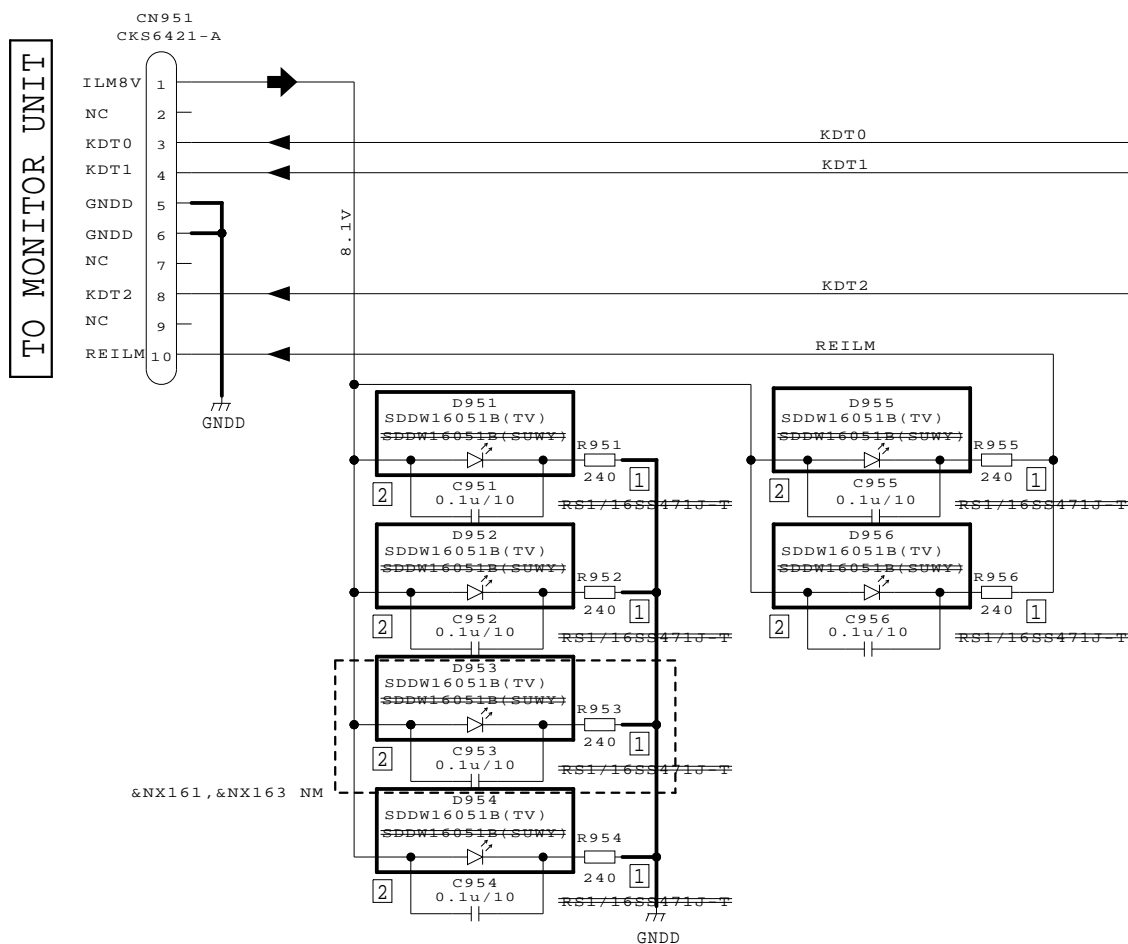 CN951
CKS6421-A
TO MONITOR UNIT
ILM8V 1
NC 2
KDT0 3
KDT1 4
GNDD 5
GNDD 6
NC 7
KDT2 8
NC 9
REILM 10
GNDD
KDT0
KDT1
8.1V
KDT2
REILM
D951
SDDW16051B(TV)
SDDW16051B(SUWY)
R951
240
1
2
C951
0.1u/10
RS1/16SS471J-T
D955
SDDW16051B(TV)
SDDW16051B(SUWY)
R955
240
1
2
C955
0.1u/10
RS1/16SS471J-T
D952
SDDW16051B(TV)
SDDW16051B(SUWY)
R952
240
1
2
C952
0.1u/10
RS1/16SS471J-T
D956
SDDW16051B(TV)
SDDW16051B(SUWY)
R956
240
1
2
C956
0.1u/10
RS1/16SS471J-T
D953
SDDW16051B(TV)
SDDW16051B(SUWY)
R953
240
1
2
C953
0.1u/10
RS1/16SS471J-T
&NX161,&NX163 NM
D954
SDDW16051B(TV)
SDDW16051B(SUWY)
R954
240
1
2
C954
0.1u/10
RS1/16SS471J-T
GNDD